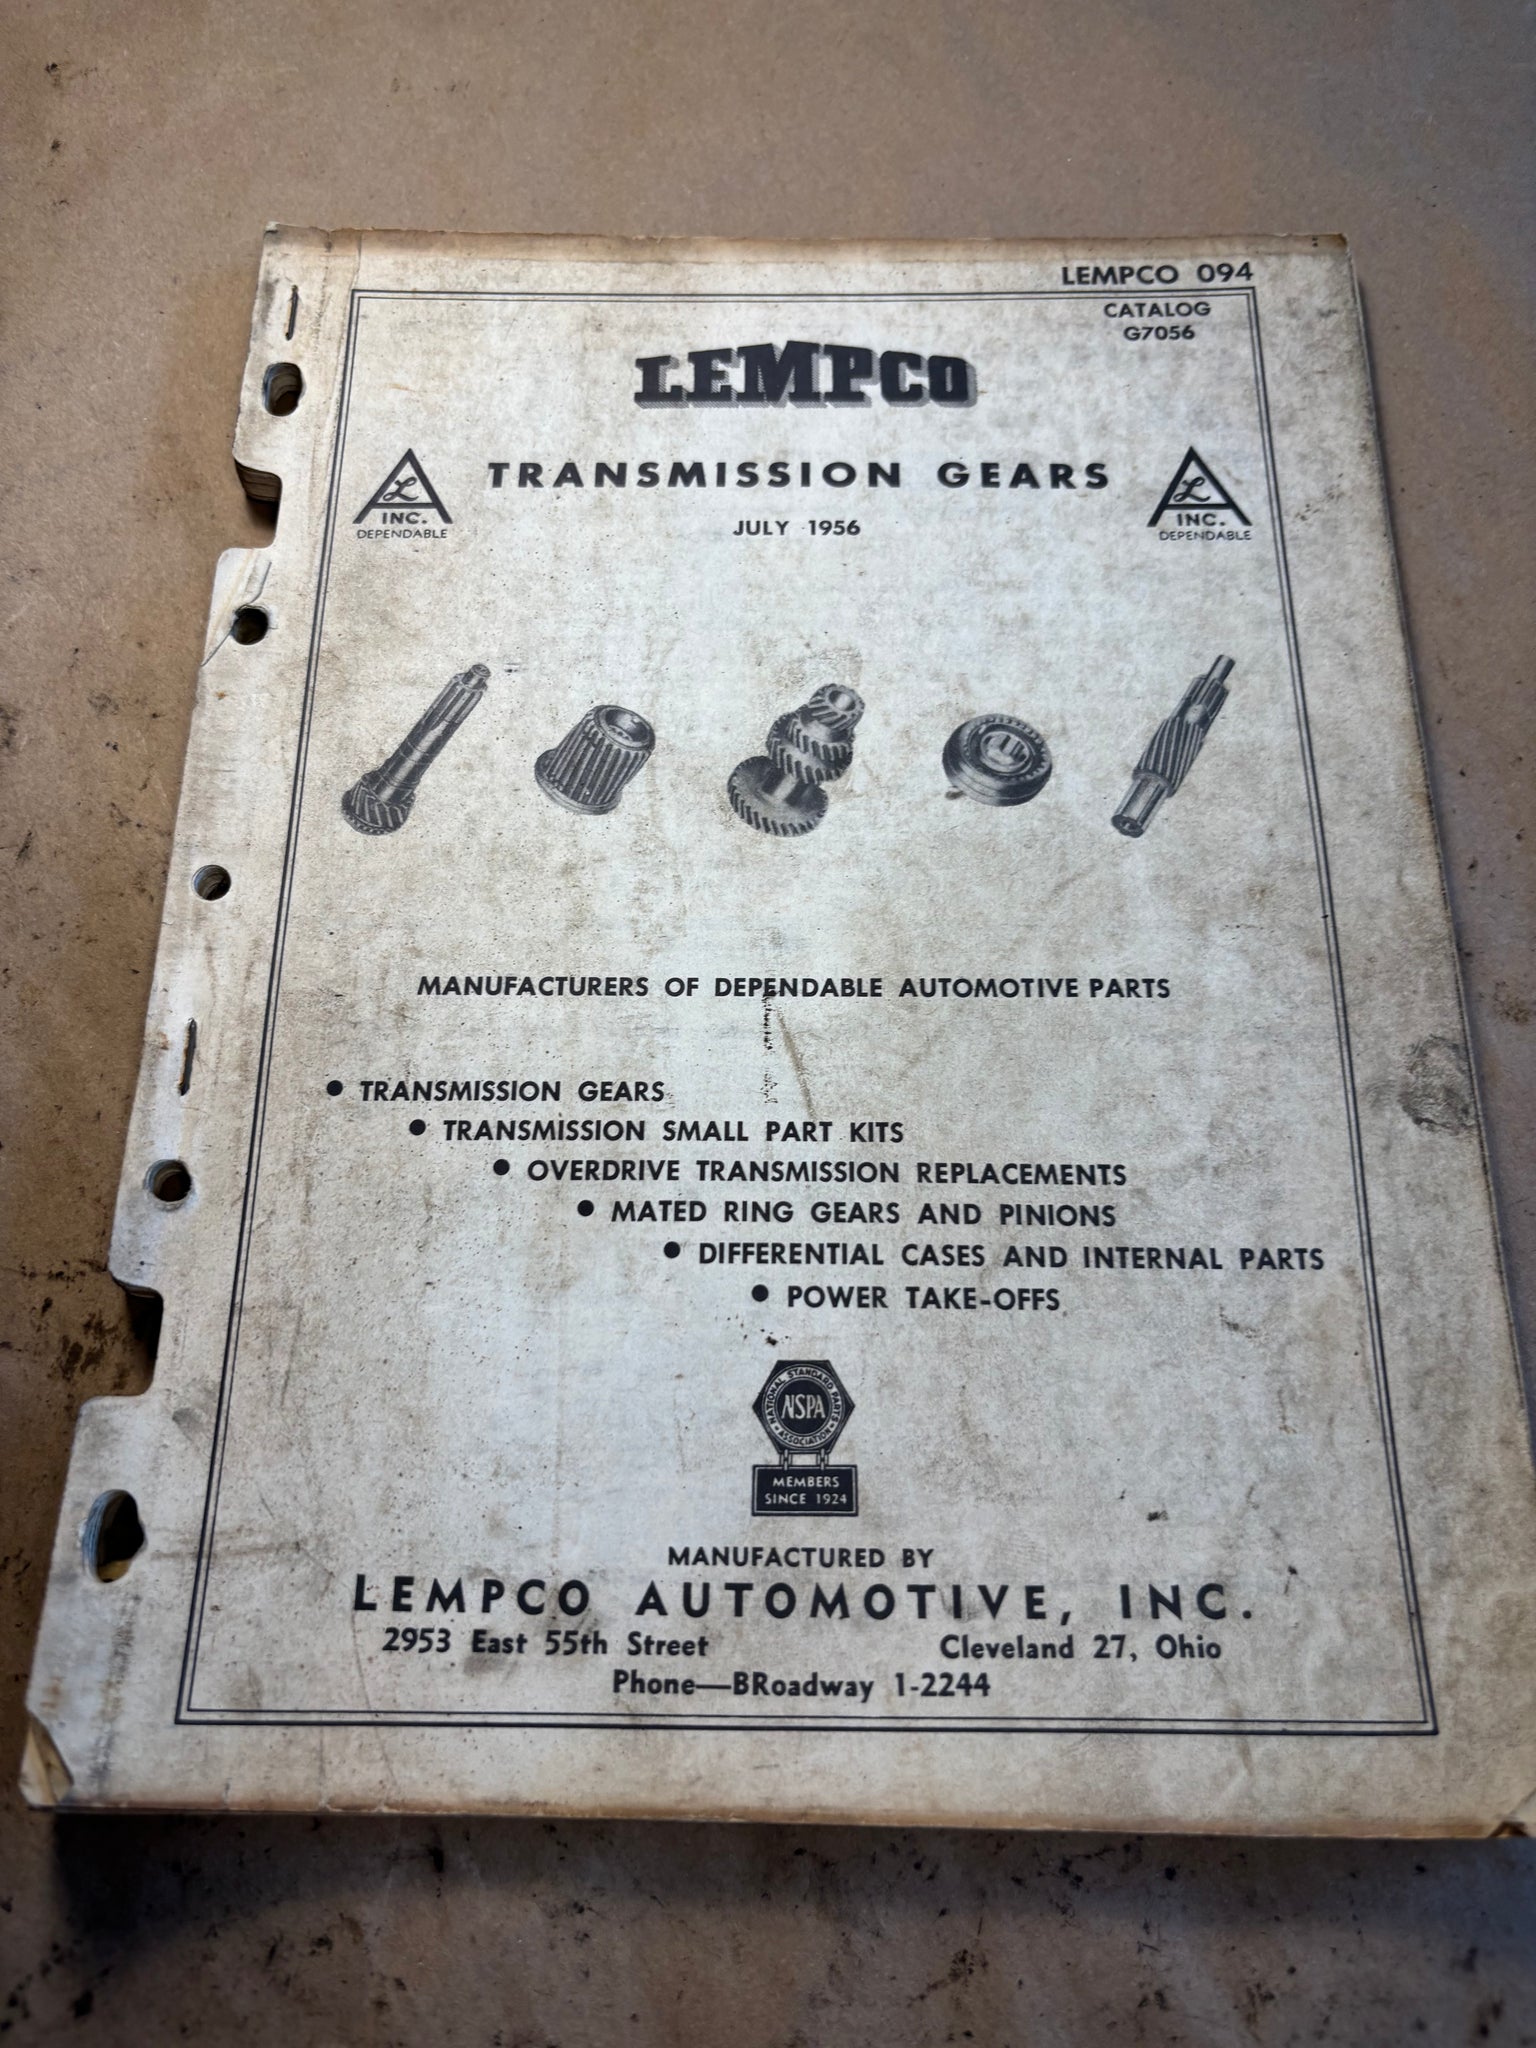 LEMPCO 094
CATALOG
G7056
LEMPCO
TRANSMISSION GEARS
JULY 1956
L
INC.
DEPENDABLE
L
INC.
DEPENDABLE
MANUFACTURERS OF DEPENDABLE AUTOMOTIVE PARTS
● TRANSMISSION GEARS
● TRANSMISSION SMALL PART KITS
● OVERDRIVE TRANSMISSION REPLACEMENTS
● MATED RING GEARS AND PINIONS
● DIFFERENTIAL CASES AND INTERNAL PARTS
● POWER TAKE-OFFS
NATIONAL STANDARD PARTS
NSPA
ASSOCIATION
MEMBERS
SINCE 1924
MANUFACTURED BY
LEMPCO AUTOMOTIVE, INC.
2953 East 55th Street Cleveland 27, Ohio
Phone—BRoadway 1-2244